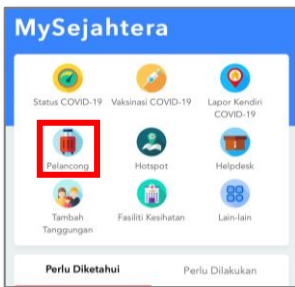 MySejahtera
Status COVID-19 Vaksinasi COVID-19 Lapor Kendiri
COVID-19
Pelancong Hotspot Helpdesk
Tambah Fasiliti Kesihatan Lain-lain
Tanggungan
Perlu Diketahui Perlu Dilakukan